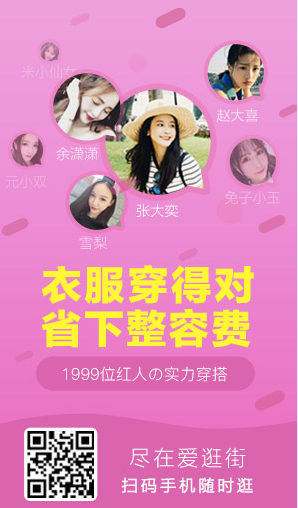 米小仙女
赵大喜
余潇潇
元小双
张大奕
兔子小玉
雪梨
衣服穿得对
省下整容费
1999位红人の实力穿搭
尽在爱逛街
扫码手机随时逛